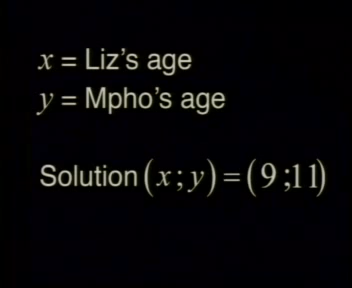 x = Liz's age
y = Mpho's age
Solution (x;y)=(9;11)